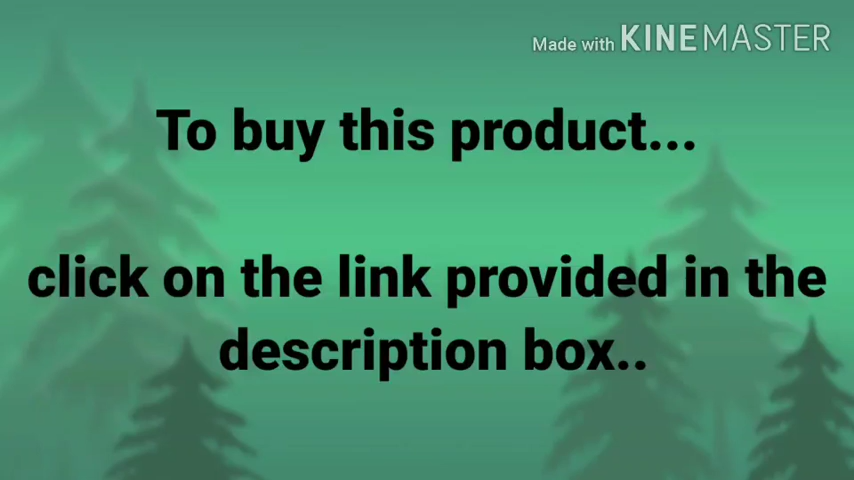 Made with KINEMASTER
To buy this product...
click on the link provided in the
description box..